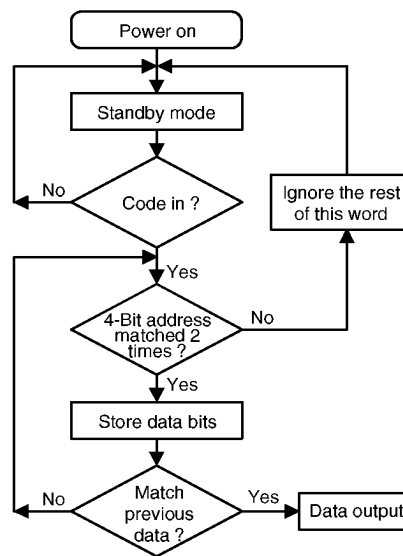 Power on
Standby mode
No
Code in ?
Ignore the rest
of this word
Yes
4-Bit address
matched 2
times ?
No
Yes
Store data bits
No
Match
previous
data ?
Yes
Data output